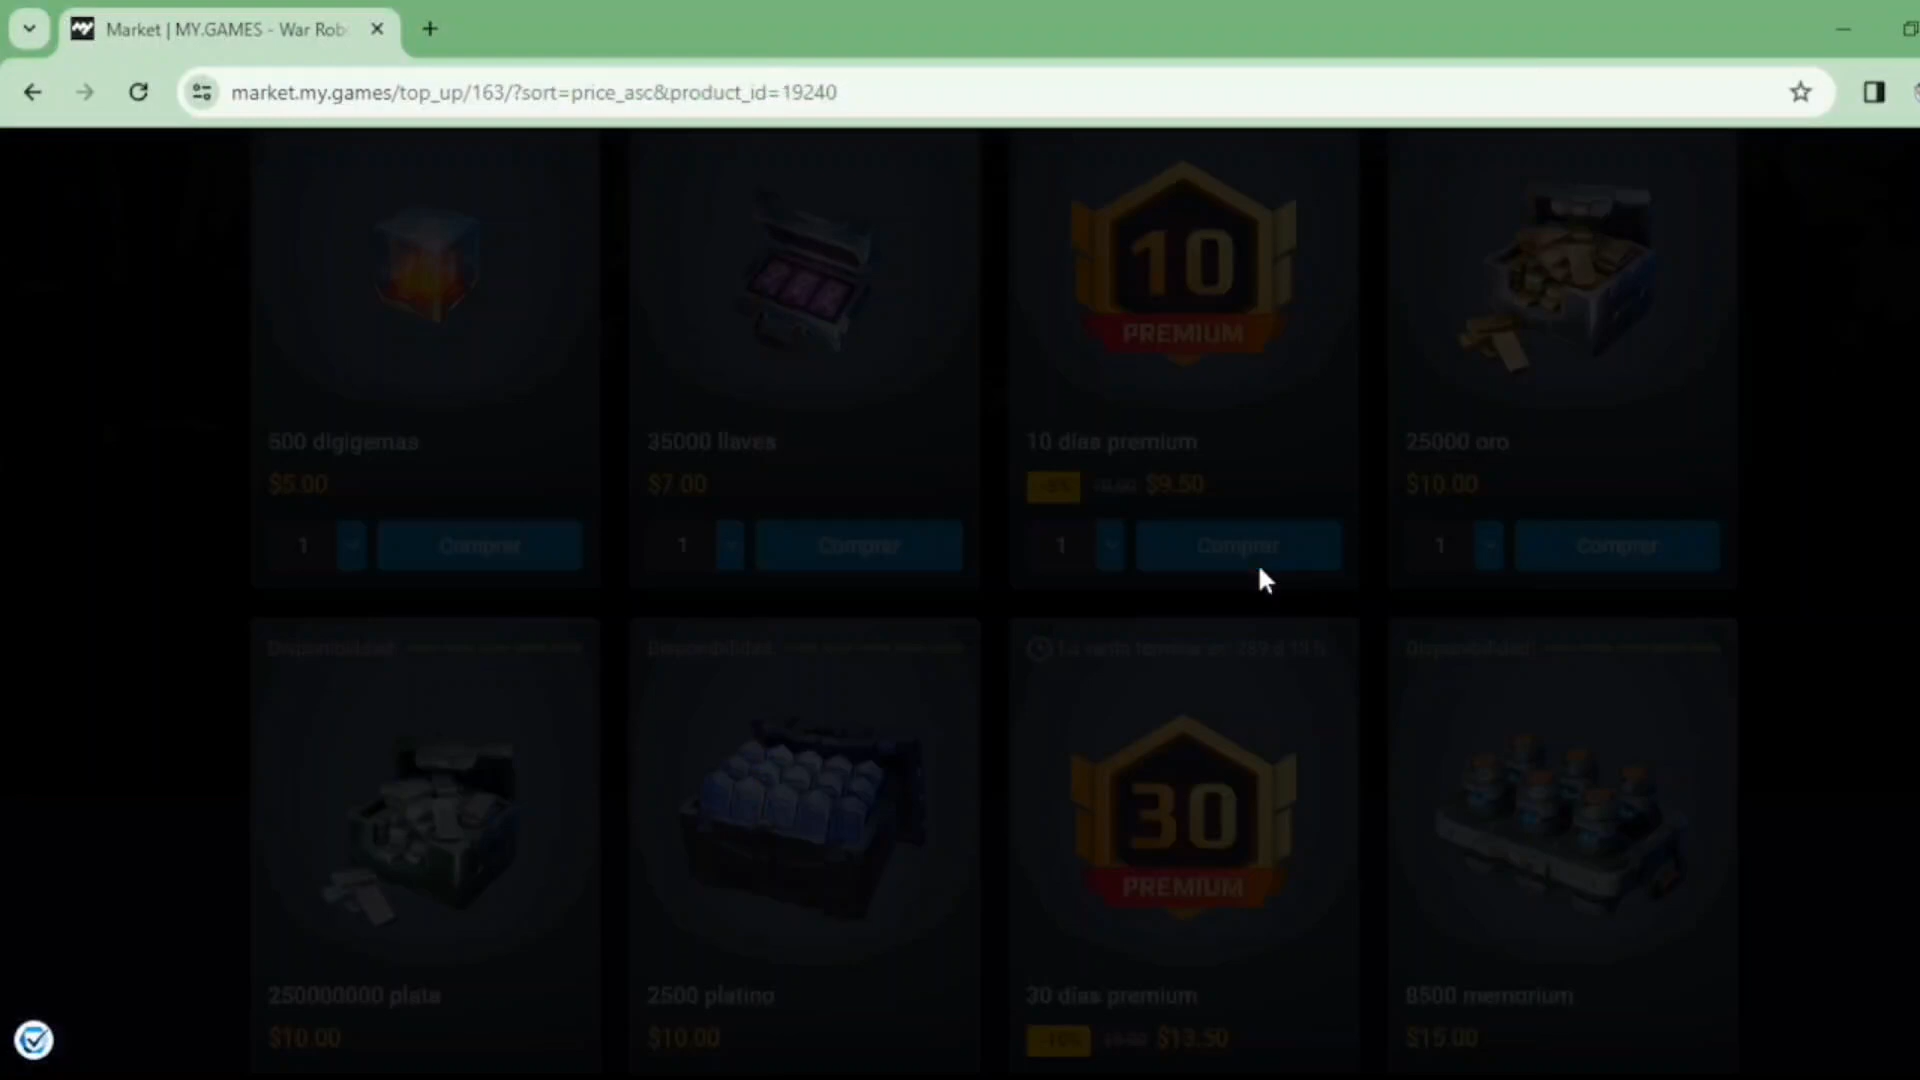 Market | MY.GAMES - War Rob
market.my.games/top_up/163/?sort=price_asc&product_id=19240
10
PREMIUM
500 digigemas
35000 llaves
10 días premium
25000 oro
$5.00
$7.00
$9.50
$10.00
1
Comprar
1
Comprar
1
Comprar
1
Comprar
Disponibilidad:
Disponibilidad:
Disponibilidad:
30
PREMIUM
250000000 plata
2500 platino
30 días premium
8500 memorium
$10.00
$10.00
$13.50
$15.00